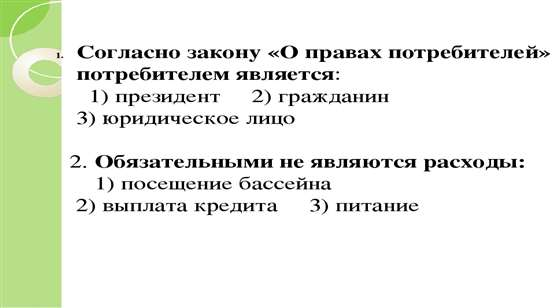 1. Согласно закону «О правах потребителей»
потребителем является:
1) президент 2) гражданин
3) юридическое лицо
2. Обязательными не являются расходы:
1) посещение бассейна
2) выплата кредита 3) питание